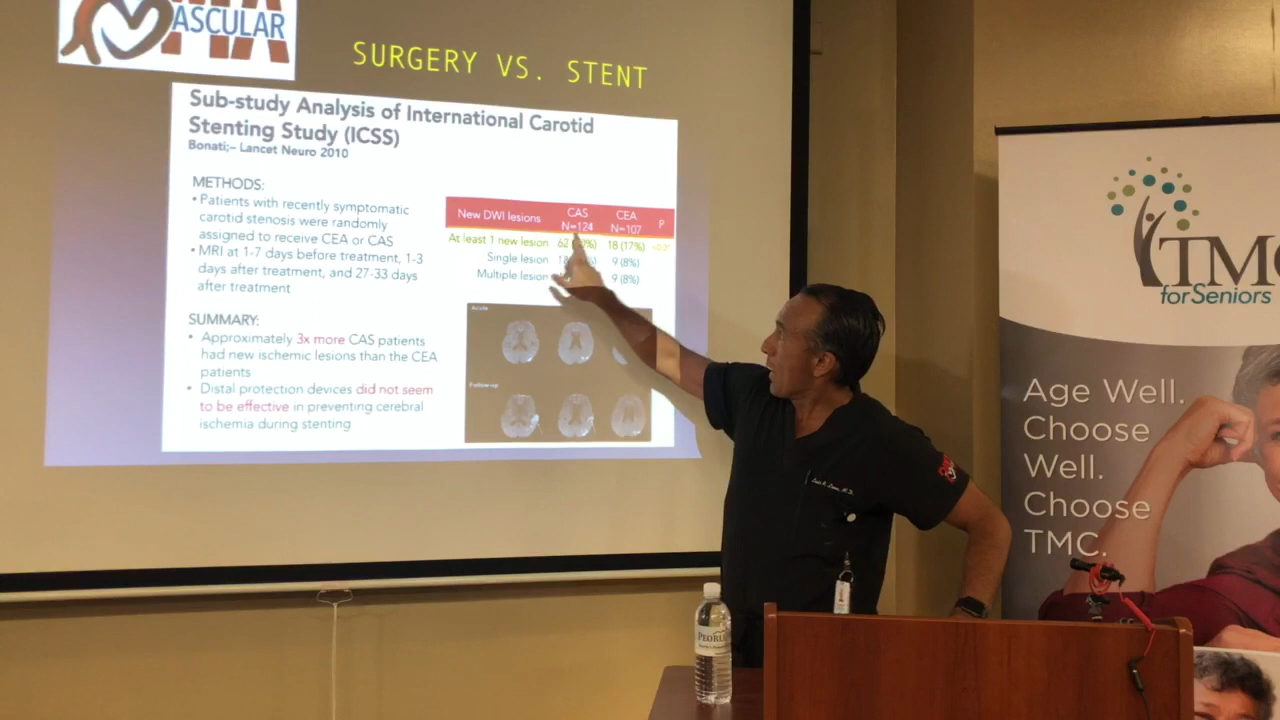 ASCULAR
SURGERY VS. STENT
Sub-study Analysis of International Carotid
Stenting Study (ICSS)
Bonati;– Lancet Neuro 2010
METHODS:
• Patients with recently symptomatic
carotid stenosis were randomly
assigned to receive CEA or CAS
• MRI at 1-7 days before treatment, 1-3
days after treatment, and 27-33 days
after treatment
SUMMARY:
• Approximately 3x more CAS patients
had new ischemic lesions than the CEA
patients
• Distal protection devices did not seem
to be effective in preventing cerebral
ischemia during stenting
New DWI lesions CAS N=124 CEA N=107 P
At least 1 new lesion 62 18 (17%)
Single lesion 9 (8%)
Multiple lesion 9 (8%)
Acute
Follow-up
TMC
for Seniors
Age Well.
Choose
Well.
Choose
TMC.